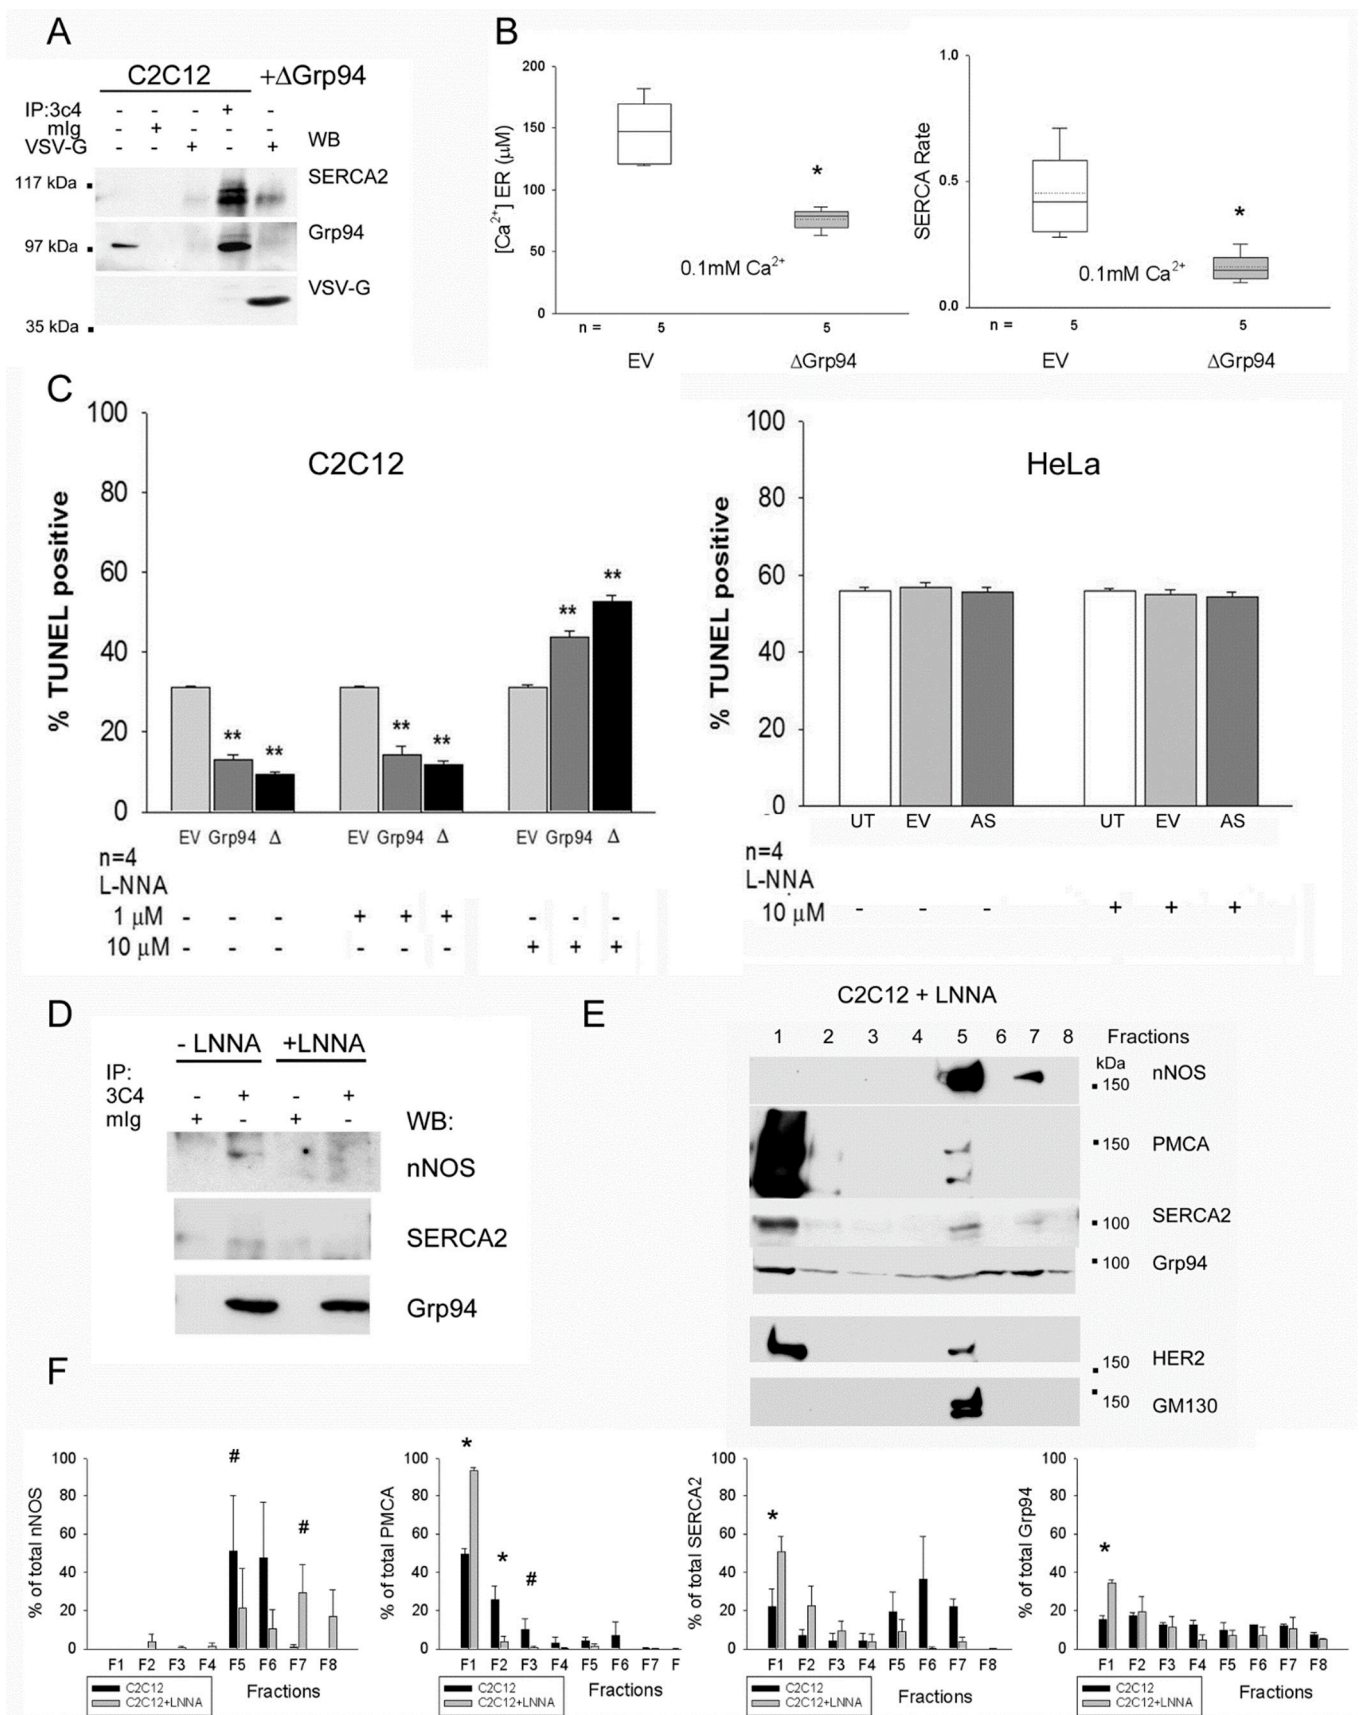 A
C2C12 +ΔGrp94
IP:3c4 - - - + -
mIg - + - - -
VSV-G - - + - +
WB
117 kDa
SERCA2
97 kDa
Grp94
VSV-G
35 kDa
B
[Ca2+] ER (μM)
200
150
100
50
0
*
0.1mM Ca2+
n = 5 5
EV ΔGrp94
SERCA Rate
1.0
0.5
0.0
*
0.1mM Ca2+
n = 5 5
EV ΔGrp94
C
% TUNEL positive
C2C12
100
80
60
40
20
0
** ** ** ** ** **
EV Grp94 Δ EV Grp94 Δ EV Grp94 Δ
n=4
L-NNA
1 μM - - - + + + - - -
10 μM - - - - - - + + +
% TUNEL positive
HeLa
100
80
60
40
20
0
UT EV AS UT EV AS
n=4
L-NNA
10 μM - - - + + +
D
- LNNA +LNNA
IP:
3C4 - + - +
mIg + - + -
WB:
nNOS
SERCA2
Grp94
E
C2C12 + LNNA
1 2 3 4 5 6 7 8 Fractions
kDa
150 nNOS
150 PMCA
100 SERCA2
100 Grp94
150 HER2
150 GM130
F
% of total nNOS
100
80
60
40
20
0
# #
F1 F2 F3 F4 F5 F6 F7 F8
C2C12
C2C12+LNNA
Fractions
% of total PMCA
100
80
60
40
20
0
* * #
F1 F2 F3 F4 F5 F6 F7 F
C2C12
C2C12+LNNA
Fractions
% of total SERCA2
100
80
60
40
20
0
*
F1 F2 F3 F4 F5 F6 F7 F8
C2C12
C2C12+LNNA
Fractions
% of total Grp94
100
80
60
40
20
0
*
F1 F2 F3 F4 F5 F6 F7 F8
C2C12
C2C12+LNNA
Fractions